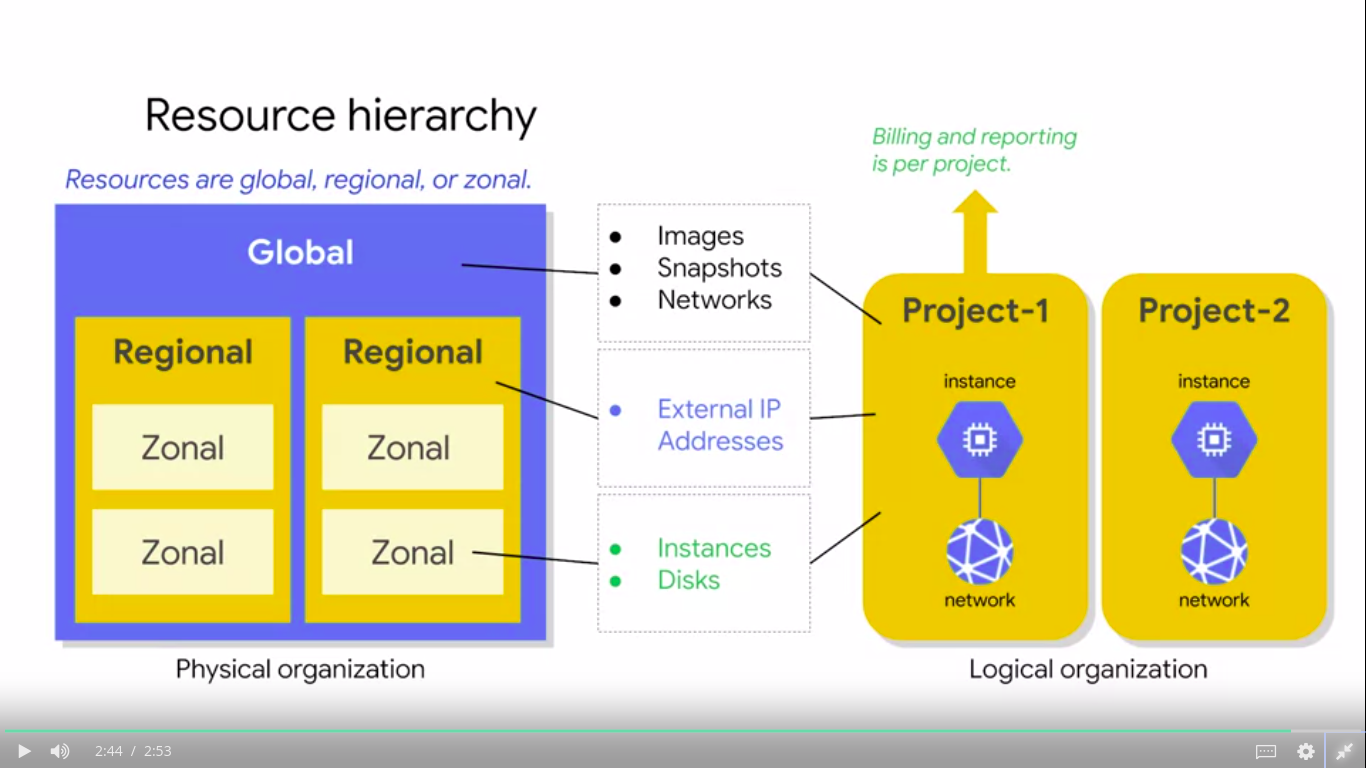 Resource hierarchy
Resources are global, regional, or zonal.
Global
Regional
Zonal
Zonal
Regional
Zonal
Zonal
Physical organization
● Images
● Snapshots
● Networks
● External IP
Addresses
● Instances
● Disks
Billing and reporting
is per project.
Project-1
instance
network
Project-2
instance
network
Logical organization
2:44 / 2:53